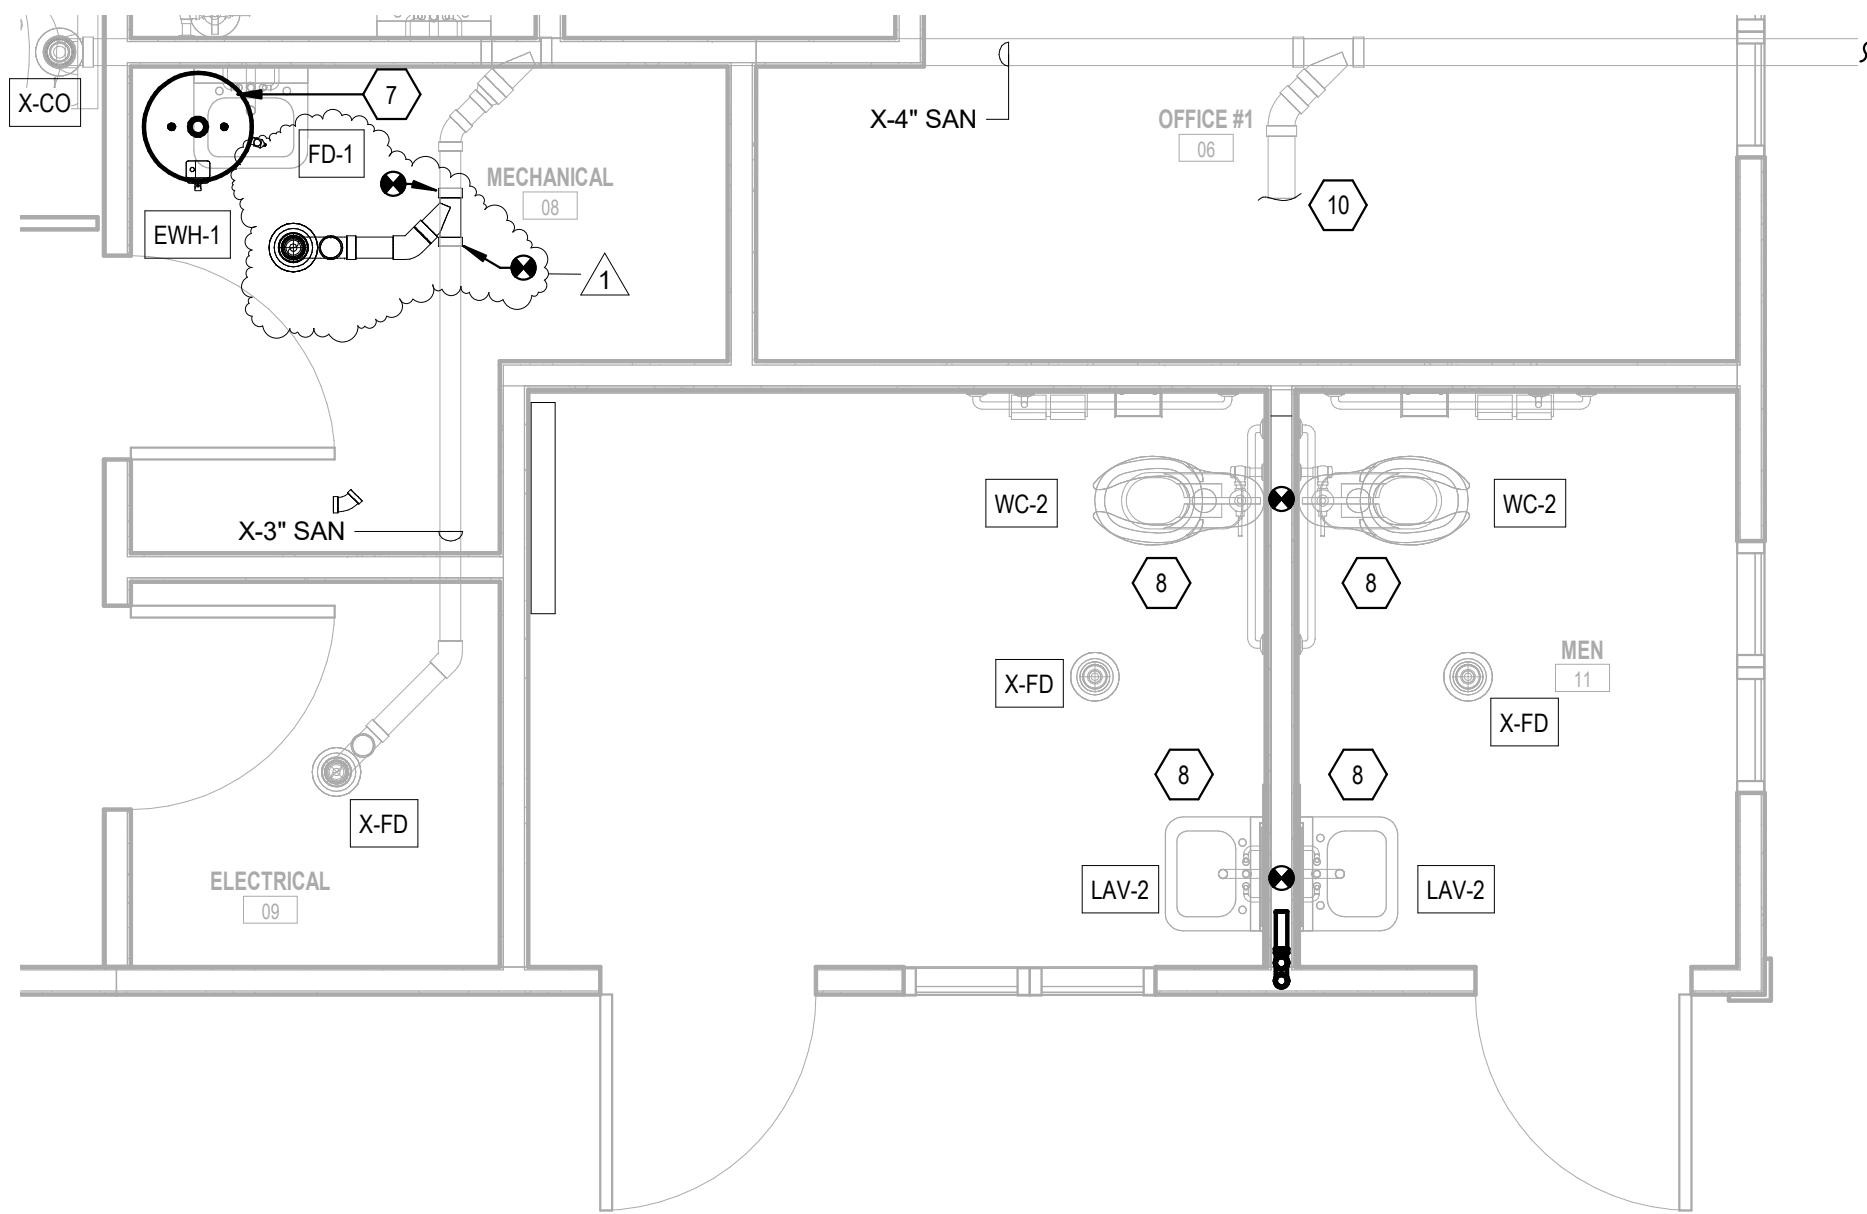 X-CO
7
X-4" SAN
OFFICE #1
06
FD-1
MECHANICAL
08
10
EWH-1
1
WC-2
WC-2
X-3" SAN
8
8
MEN
11
X-FD
X-FD
8
8
X-FD
ELECTRICAL
09
LAV-2
LAV-2